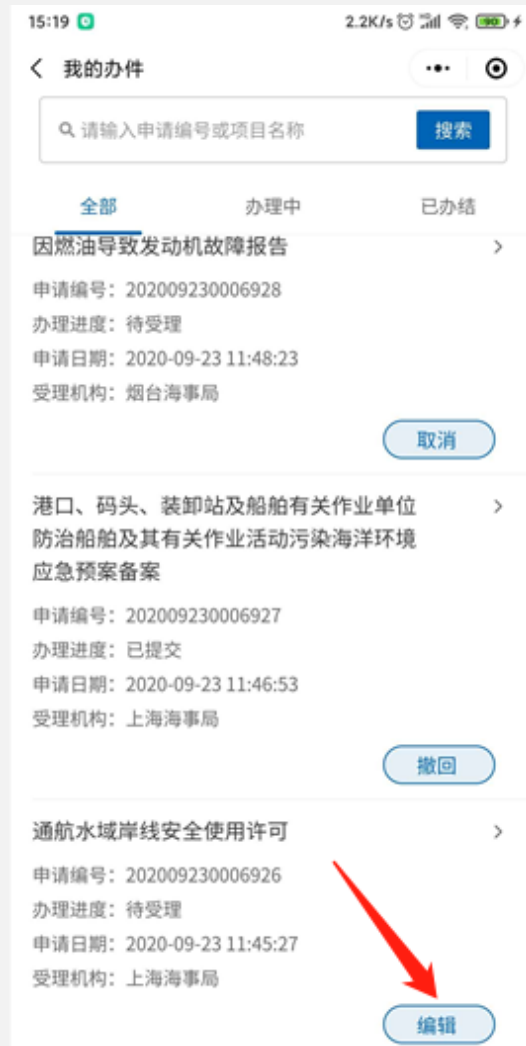 15:19 2.2K/s 90
我的办件
请输入申请编号或项目名称 搜索
全部 办理中 已办结
因燃油导致发动机故障报告
申请编号：202009230006928
办理进度：待受理
申请日期：2020-09-23 11:48:23
受理机构：烟台海事局
取消
港口、码头、装卸站及船舶有关作业单位
防治船舶及其有关作业活动污染海洋环境
应急预案备案
申请编号：202009230006927
办理进度：已提交
申请日期：2020-09-23 11:46:53
受理机构：上海海事局
撤回
通航水域岸线安全使用许可
申请编号：202009230006926
办理进度：待受理
申请日期：2020-09-23 11:45:27
受理机构：上海海事局
编辑